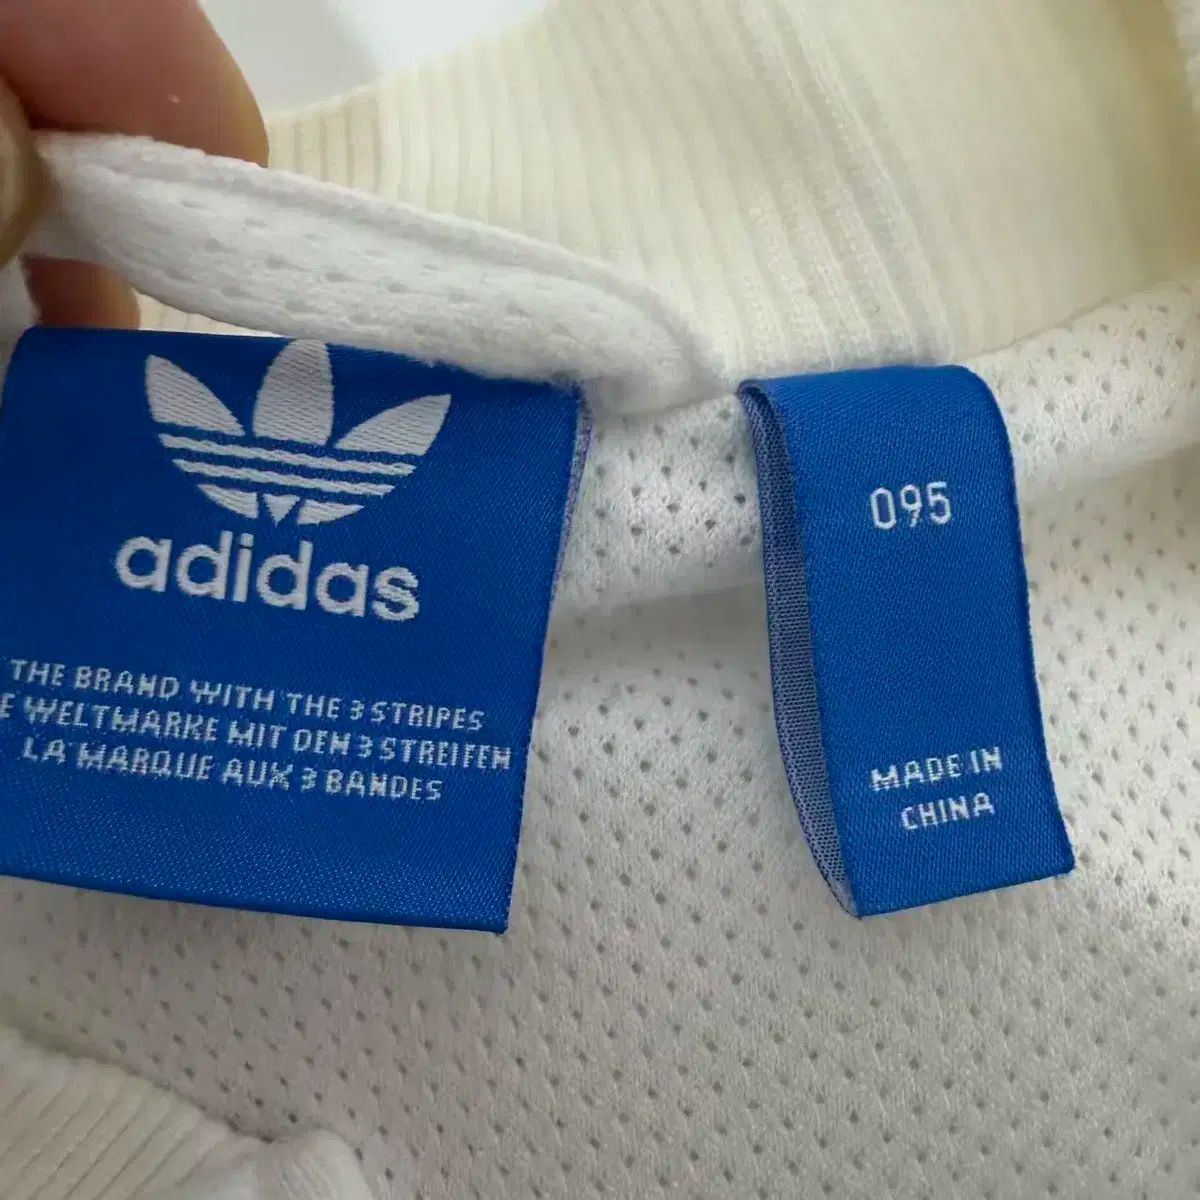 adidas
THE BRAND WITH THE 3 STRIPES
E WELTMARKE MIT DEN 3 STREIFEN
LA MARQUE AUX 3 BANDES
095
MADE IN
CHINA